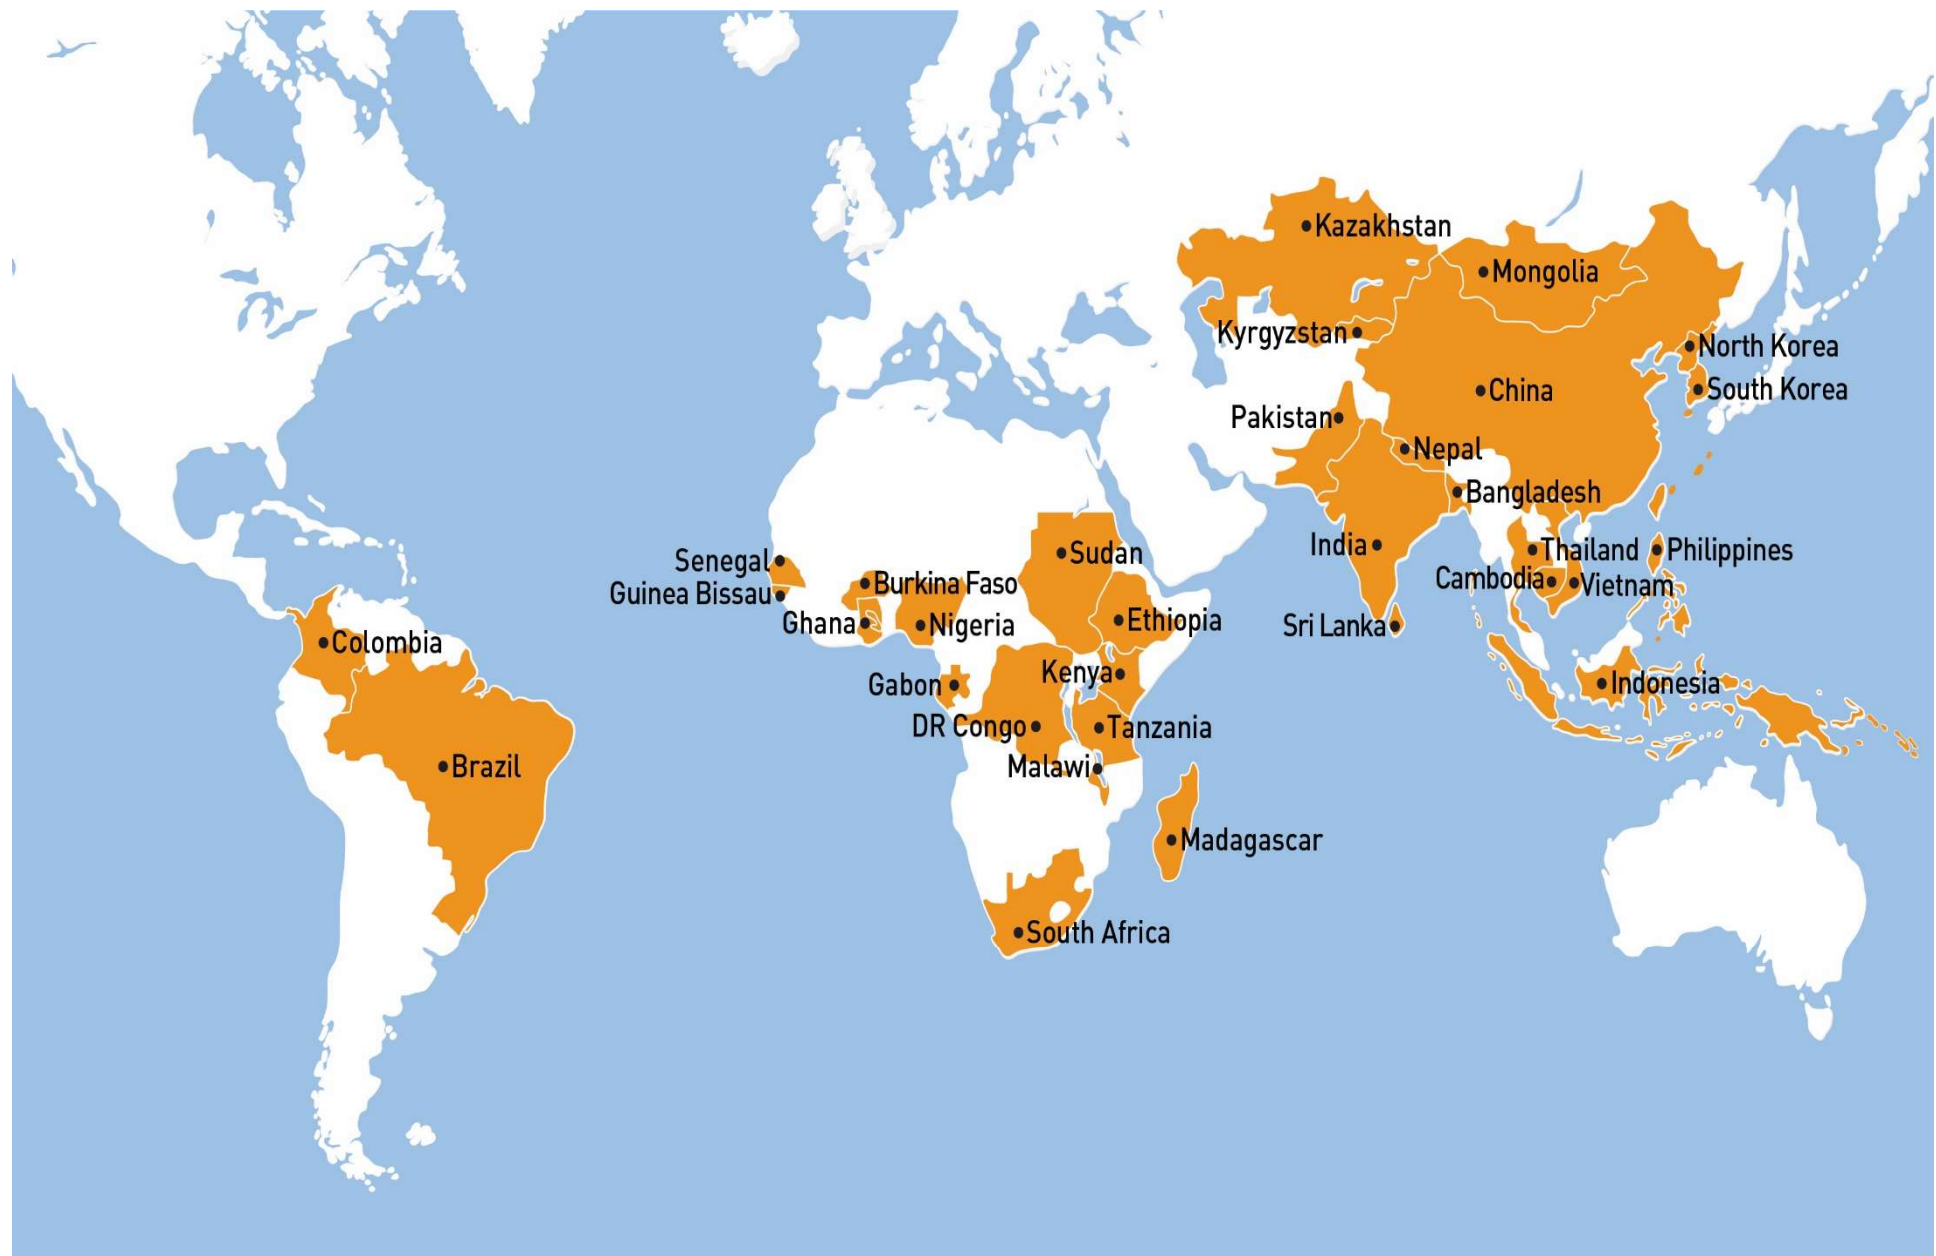 Kazakhstan
Mongolia
Kyrgyzstan
North Korea
China
South Korea
Pakistan
Nepal
Bangladesh
India
Thailand
Philippines
Cambodia
Vietnam
Sri Lanka
Indonesia
Senegal
Guinea Bissau
Burkina Faso
Ghana
Nigeria
Sudan
Ethiopia
Kenya
Gabon
DR Congo
Tanzania
Malawi
Madagascar
South Africa
Colombia
Brazil